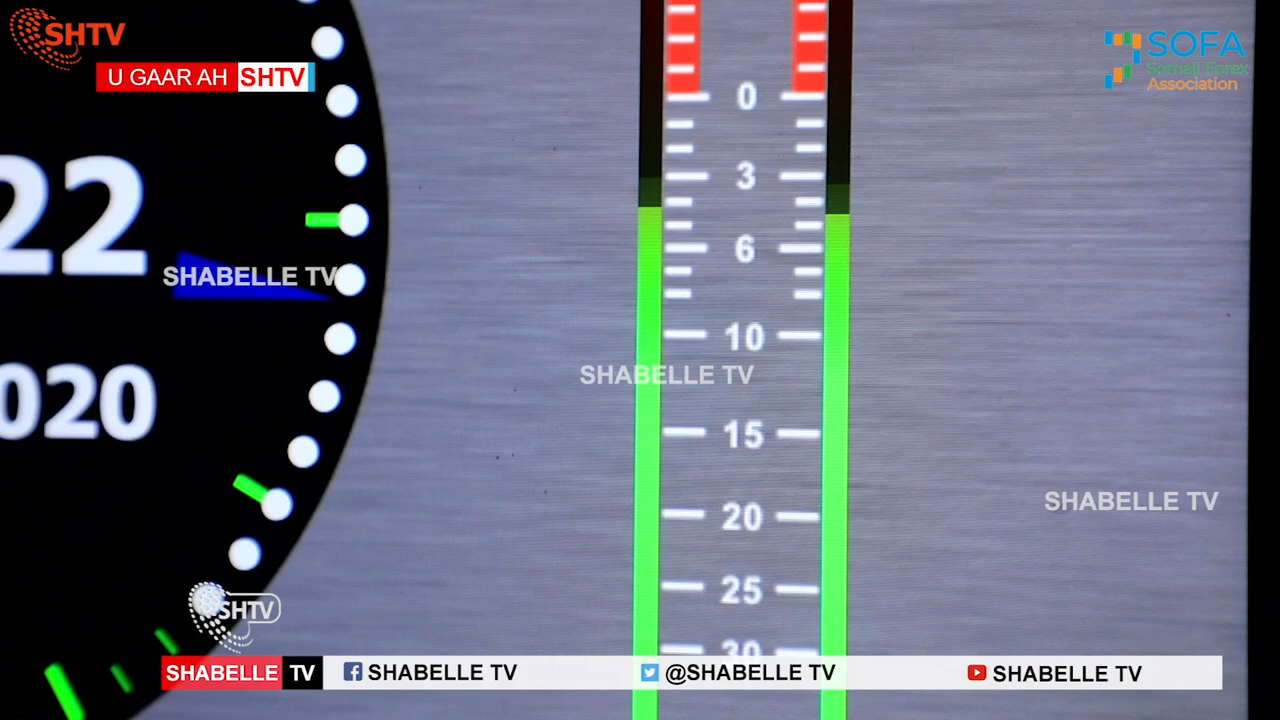 SHTV
U GAAR AH SHTV
SOFA
Somali Forex
Association
0
3
22
6
SHABELLE TV
10
SHABELLE TV
020
15
SHABELLE TV
20
25
30
SHTV
SHABELLE TV
SHABELLE TV
@SHABELLE TV
SHABELLE TV